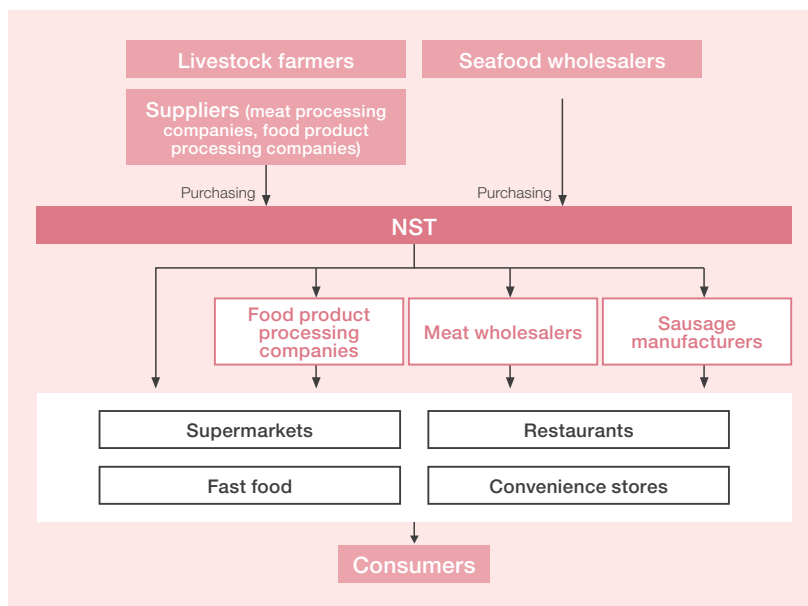 Livestock farmers
Seafood wholesalers
Suppliers (meat processing
companies, food product
processing companies)
Purchasing
Purchasing
NST
Food product
processing
companies
Meat wholesalers
Sausage
manufacturers
Supermarkets
Restaurants
Fast food
Convenience stores
Consumers